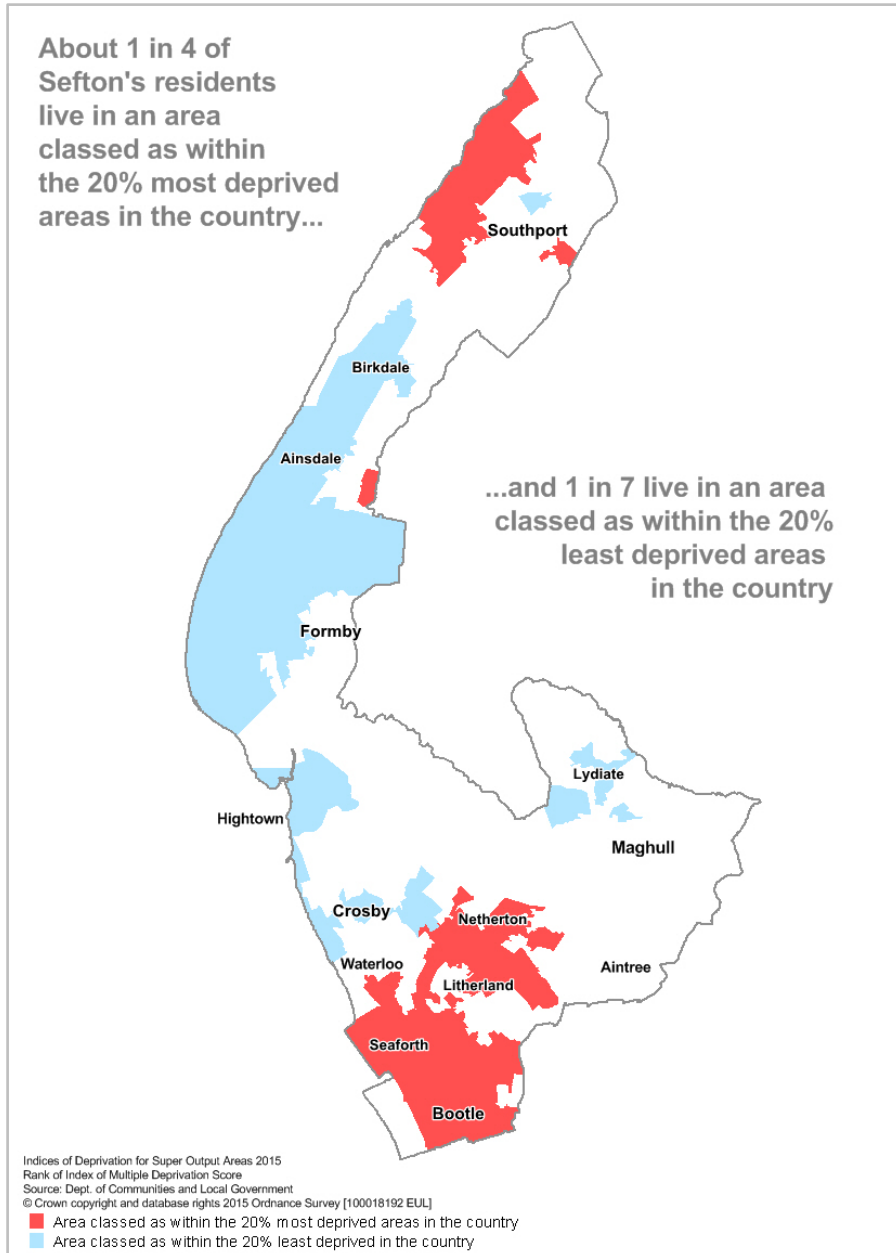 About 1 in 4 of
Sefton's residents
live in an area
classed as within
the 20% most deprived
areas in the country...
Southport
Birkdale
Ainsdale
...and 1 in 7 live in an area
classed as within the 20%
least deprived areas
in the country
Formby
Lydiate
Hightown
Maghull
Crosby
Netherton
Waterloo
Aintree
Litherland
Seaforth
Bootle
Indices of Deprivation for Super Output Areas 2015
Rank of Index of Multiple Deprivation Score
Source: Dept. of Communities and Local Government
© Crown copyright and database rights 2015 Ordnance Survey [100018192 EUL]
Area classed as within the 20% most deprived areas in the country
Area classed as within the 20% least deprived in the country